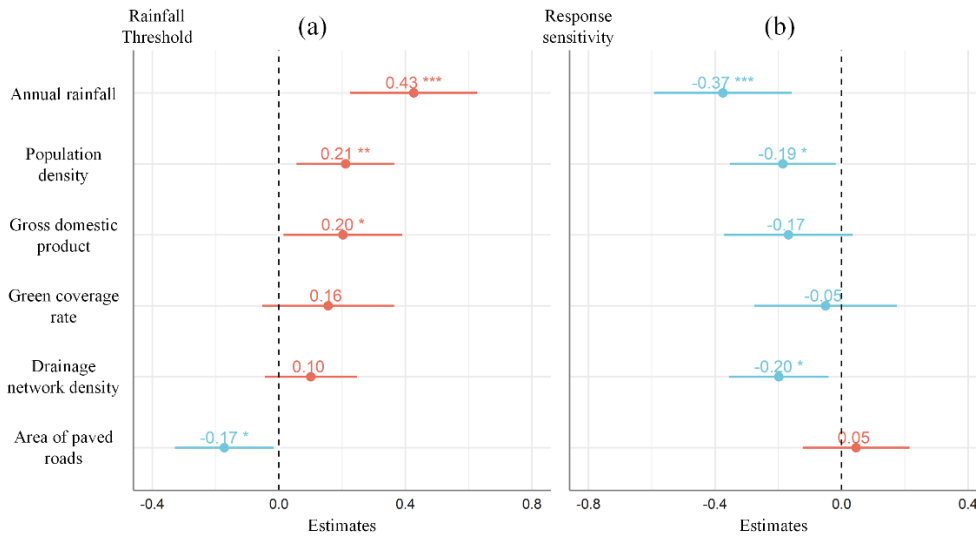 Rainfall
Threshold
(a)
Response
sensitivity
(b)
Annual rainfall
0.43 ***
-0.37 ***
Population
density
0.21 **
-0.19 *
Gross domestic
product
0.20 *
-0.17
Green coverage
rate
0.16
-0.05
Drainage
network density
0.10
-0.20 *
Area of paved
roads
-0.17 *
0.05
-0.4 0.0 0.4 0.8
-0.8 -0.4 0.0 0.4
Estimates
Estimates